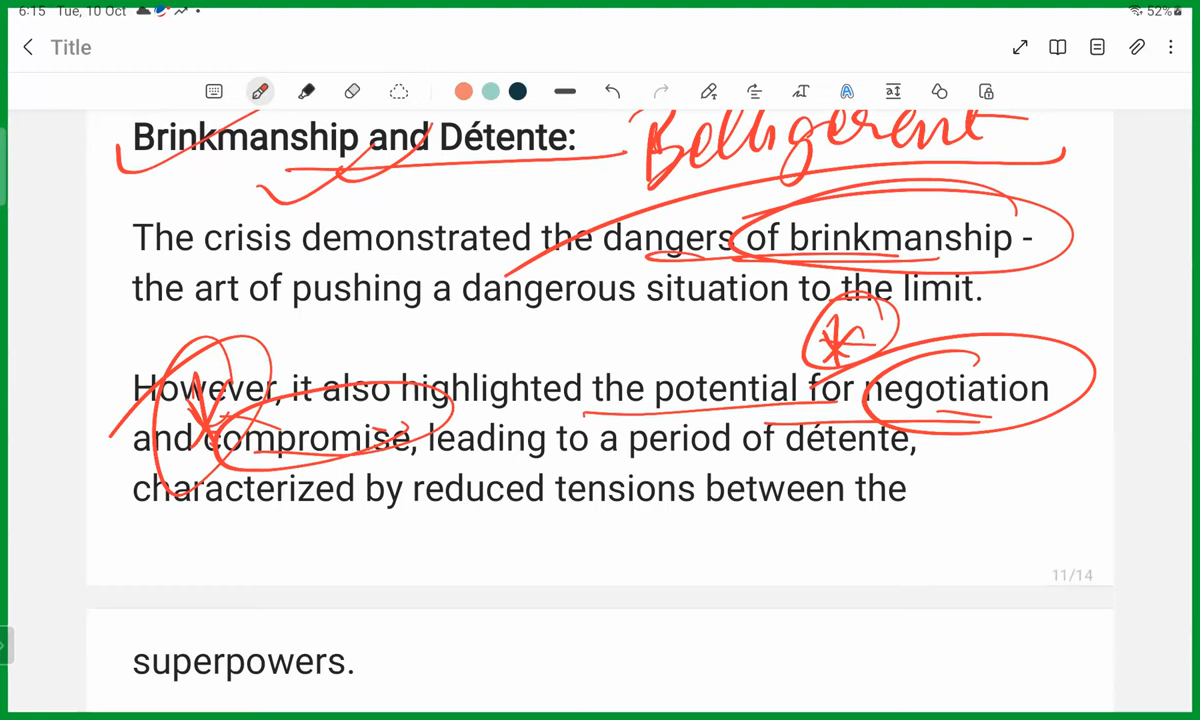 6:15 Tue, 10 Oct 52%
Title
Brinkmanship and Détente: Belligerent
The crisis demonstrated the dangers of brinkmanship -
the art of pushing a dangerous situation to the limit.
However, it also highlighted the potential for negotiation
and compromise, leading to a period of détente,
characterized by reduced tensions between the
11/14
superpowers.